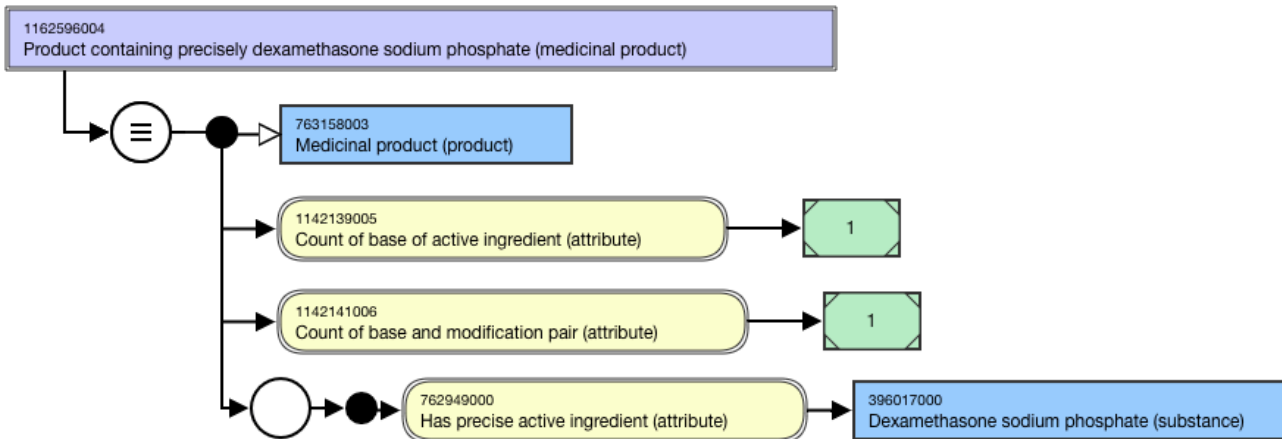 1162596004
Product containing precisely dexamethasone sodium phosphate (medicinal product)
763158003
Medicinal product (product)
1142139005
Count of base of active ingredient (attribute)
1
1142141006
Count of base and modification pair (attribute)
1
762949000
Has precise active ingredient (attribute)
396017000
Dexamethasone sodium phosphate (substance)